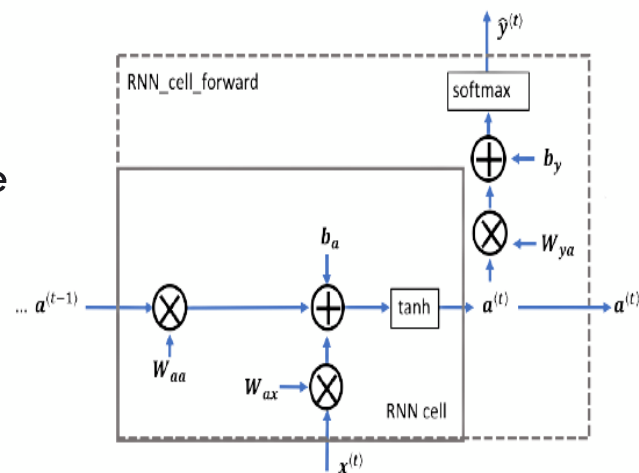 ŷ⟨t⟩
RNN_cell_forward
softmax
e
+ b_y
b_a
× W_ya
... a⟨t-1⟩ × + tanh a⟨t⟩ a⟨t⟩
W_aa
W_ax ×
RNN cell
x⟨t⟩